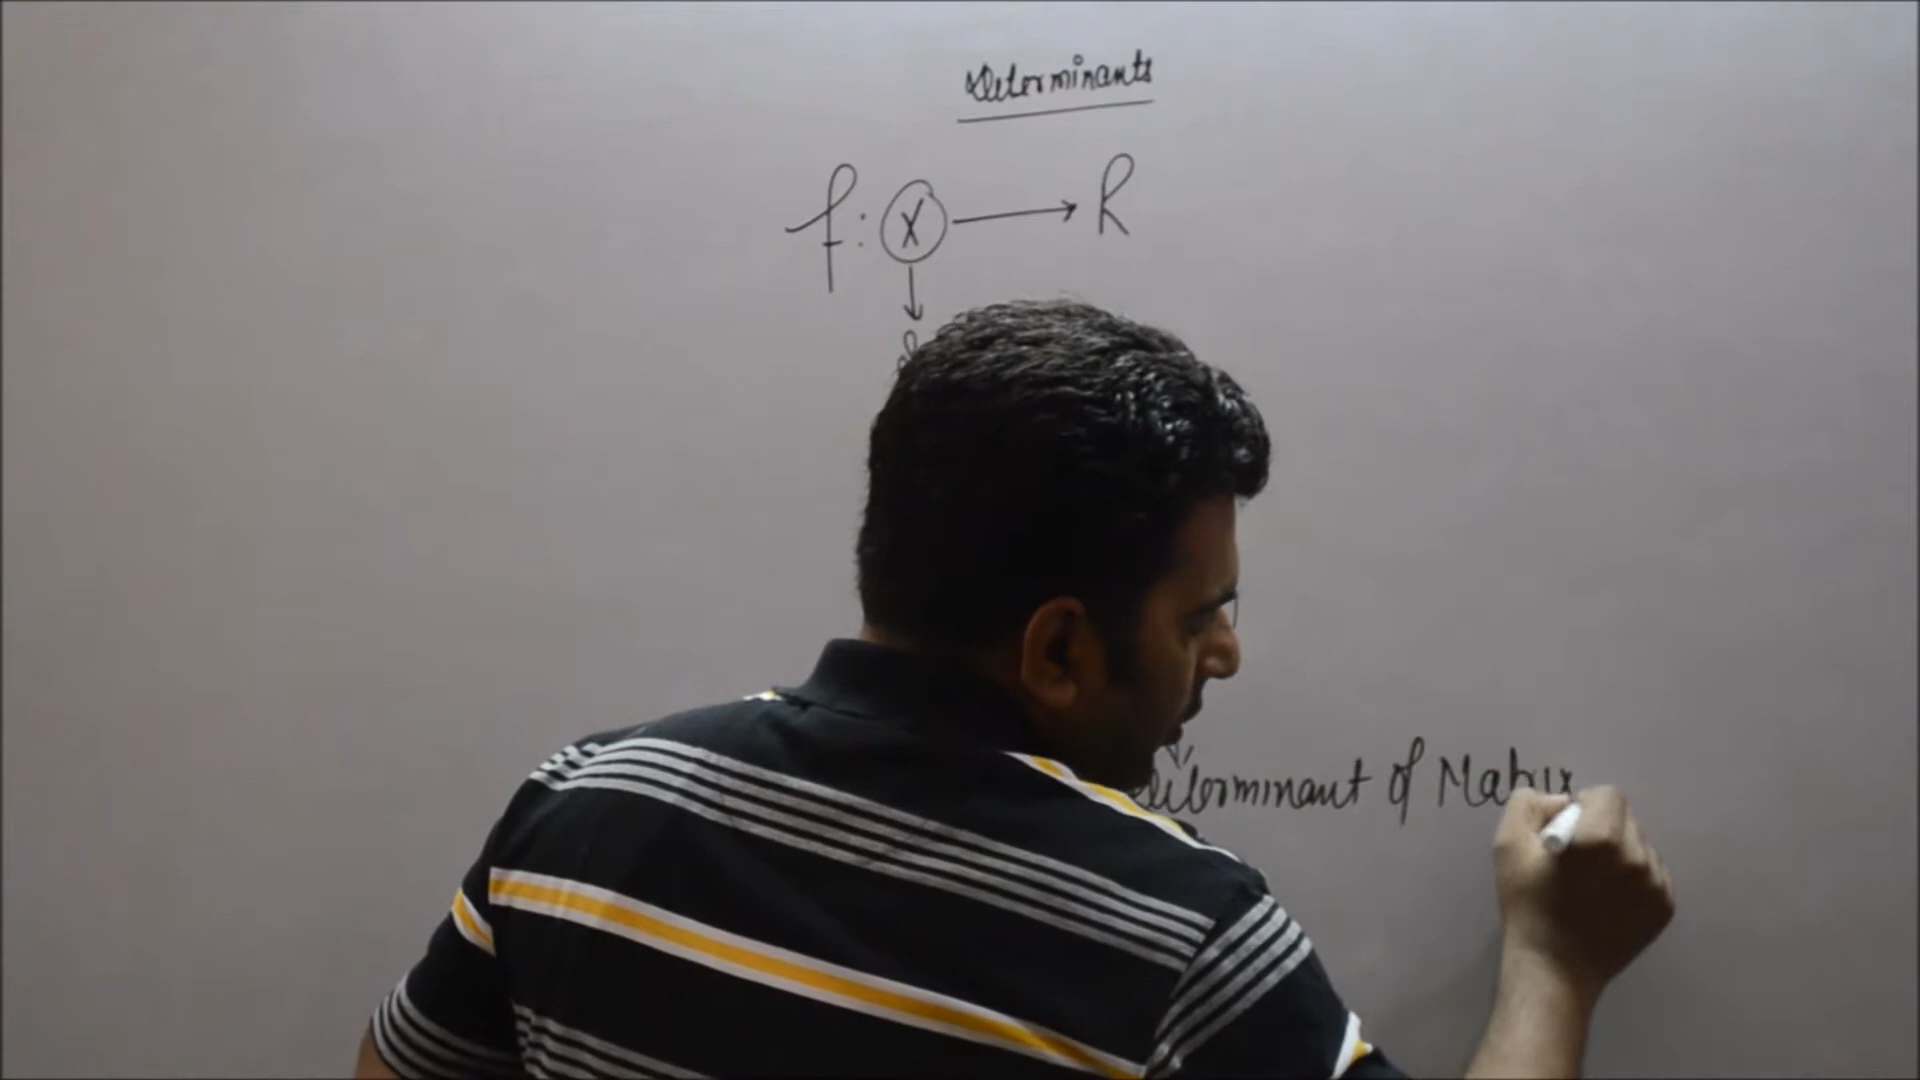 Determinants
f: X → R
Determinant of Matrix